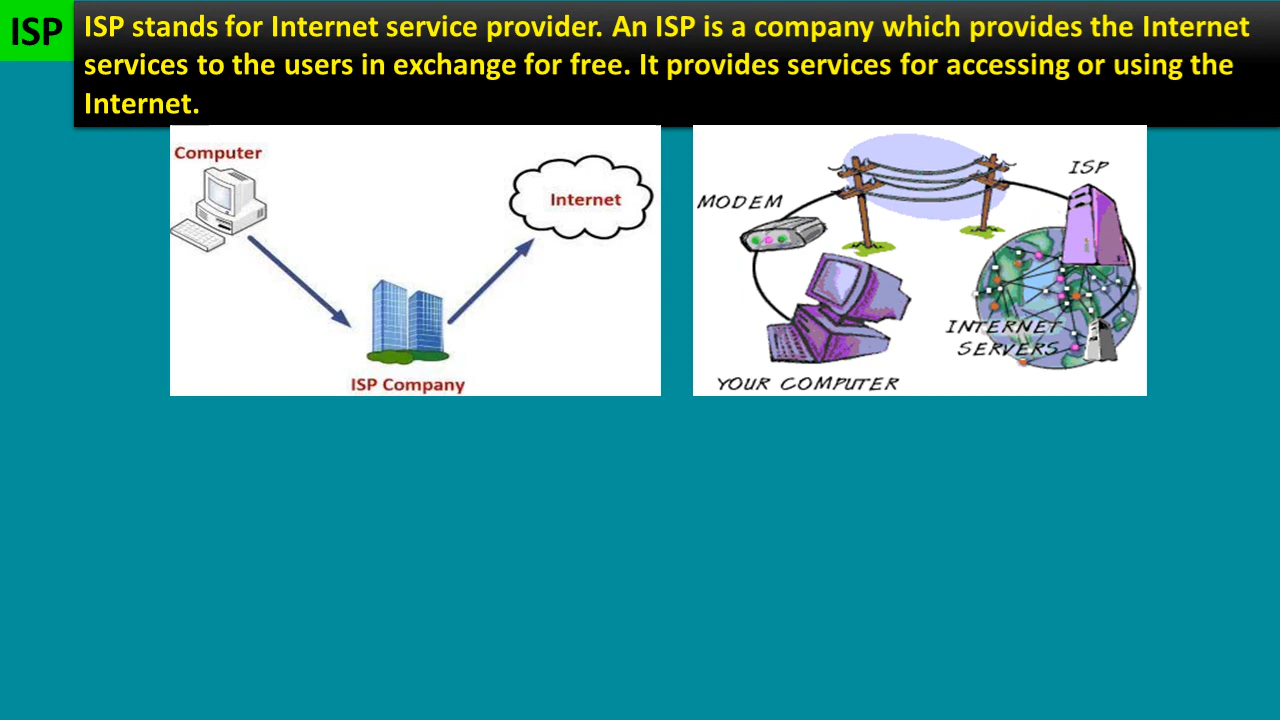 ISP
ISP stands for Internet service provider. An ISP is a company which provides the Internet
services to the users in exchange for free. It provides services for accessing or using the
Internet.
Computer
Internet
ISP Company
ISP
MODEM
INTERNET
SERVERS
YOUR COMPUTER